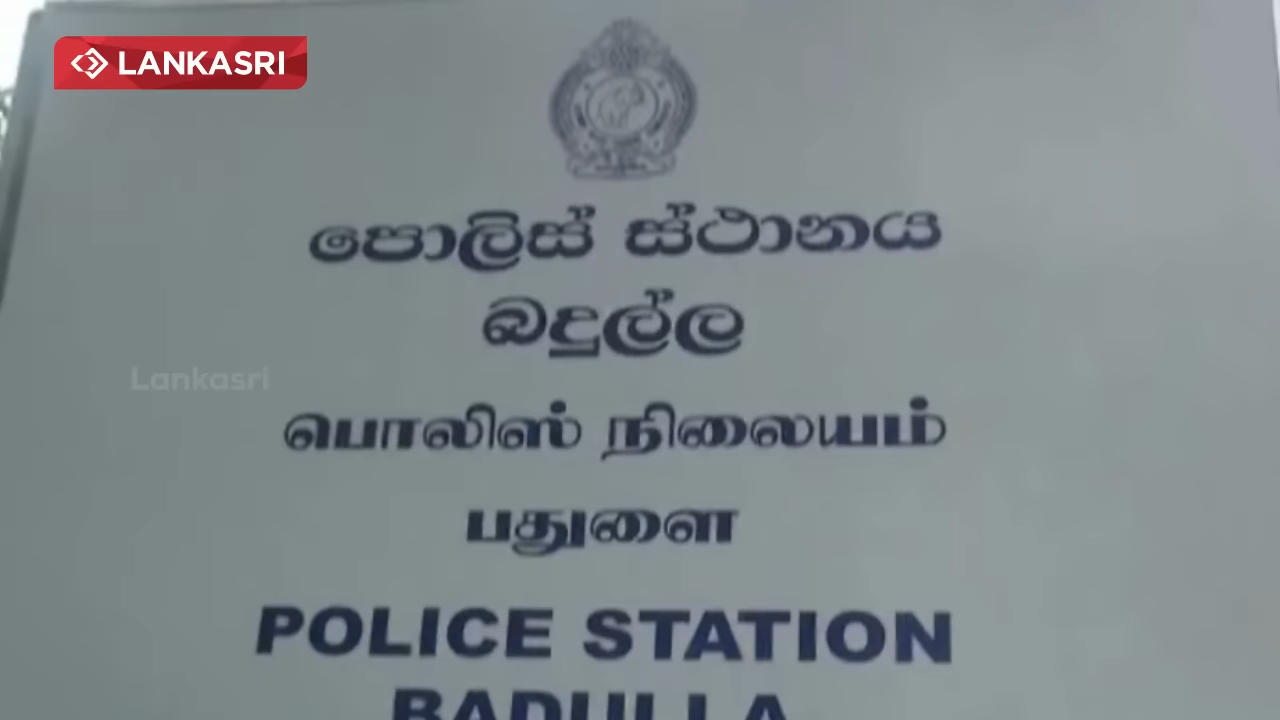 LANKASRI
පොලිස් ස්ථානය
බදුල්ල
Lankasri
பொலிஸ் நிலையம்
பதுளை
POLICE STATION
BADULLA